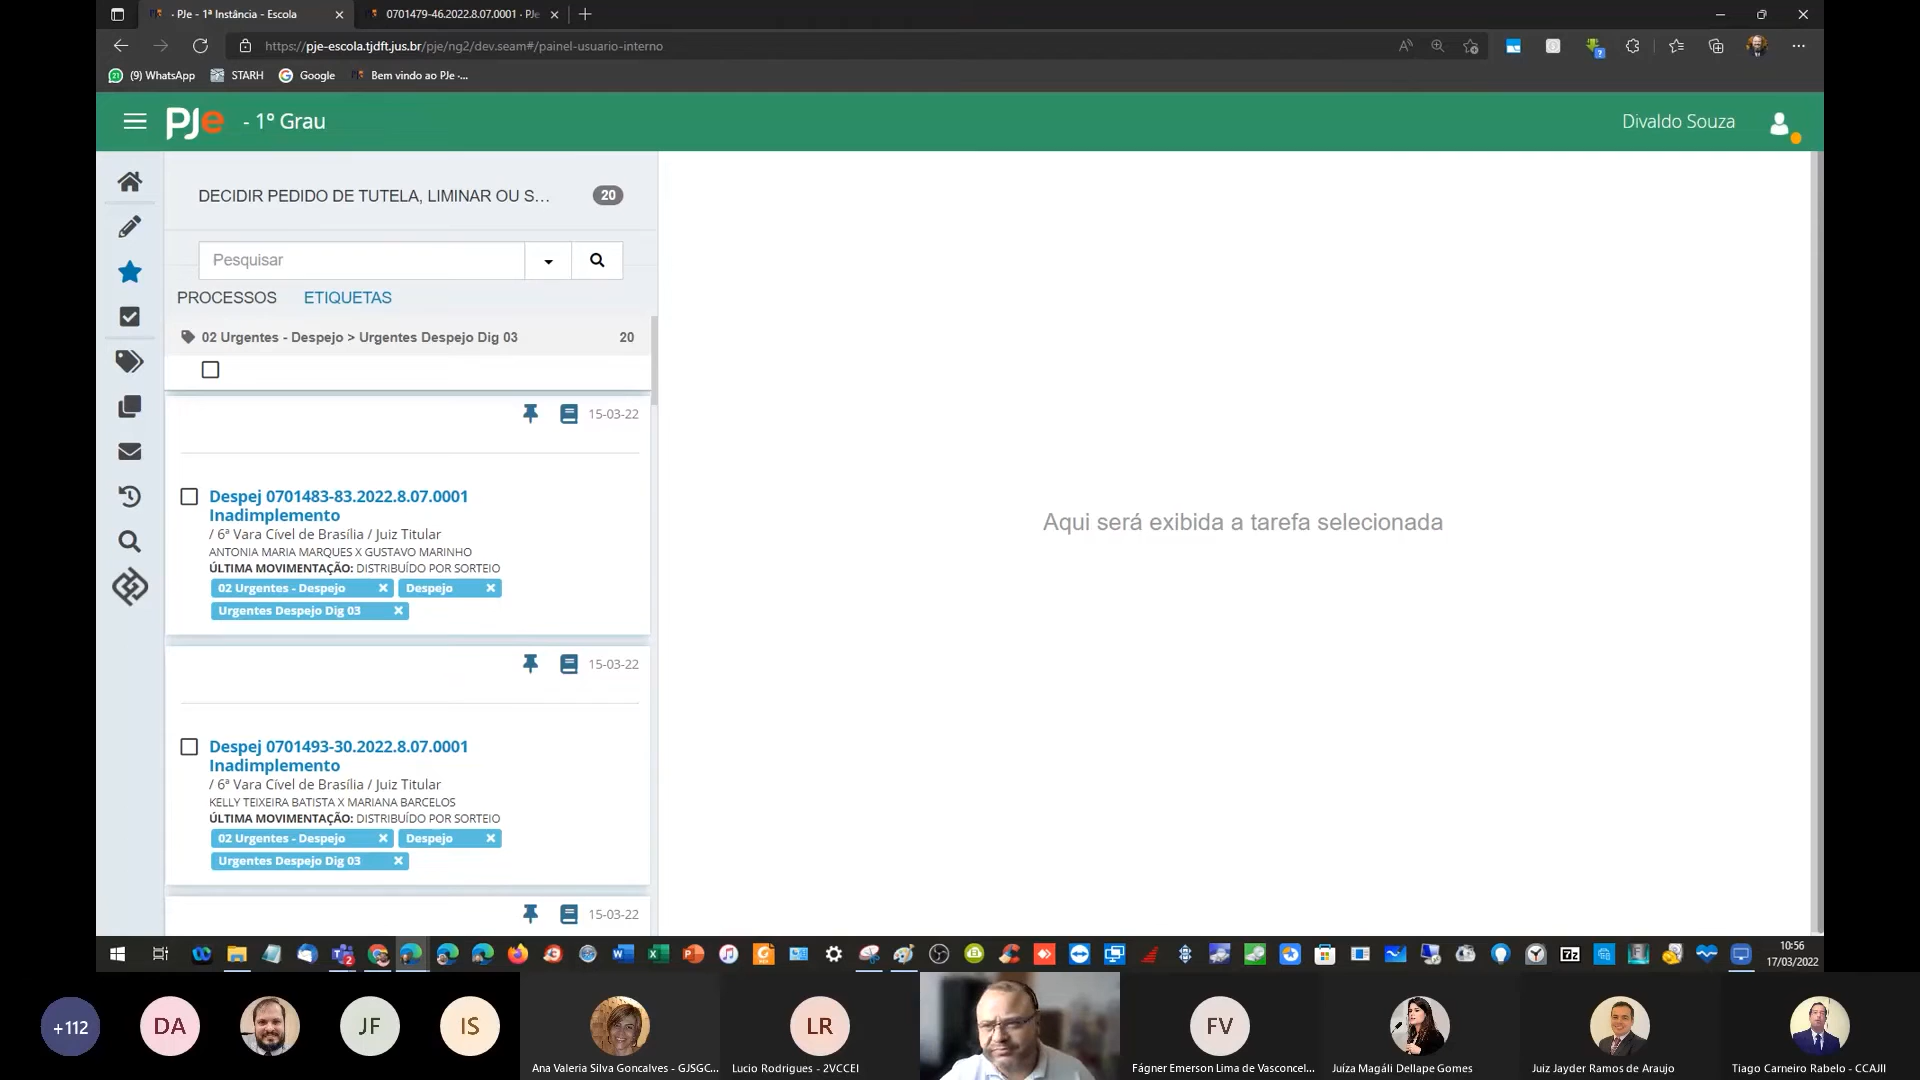 - PJe - 1ª Instância - Escola
0701479-46.2022.8.07.0001 - PJe
https://pje-escola.tjdft.jus.br/pje/ng2/dev.seam#/painel-usuario-interno
(9) WhatsApp
STARH
Google
Bem vindo ao PJe -...
PJe - 1º Grau
Divaldo Souza
DECIDIR PEDIDO DE TUTELA, LIMINAR OU S...
20
Pesquisar
PROCESSOS
ETIQUETAS
02 Urgentes - Despejo > Urgentes Despejo Dig 03
20
15-03-22
Despej 0701483-83.2022.8.07.0001
Inadimplemento
/ 6ª Vara Cível de Brasília / Juiz Titular
ANTONIA MARIA MARQUES X GUSTAVO MARINHO
ÚLTIMA MOVIMENTAÇÃO: DISTRIBUÍDO POR SORTEIO
02 Urgentes - Despejo
Despejo
Urgentes Despejo Dig 03
15-03-22
Despej 0701493-30.2022.8.07.0001
Inadimplemento
/ 6ª Vara Cível de Brasília / Juiz Titular
KELLY TEIXEIRA BATISTA X MARIANA BARCELOS
ÚLTIMA MOVIMENTAÇÃO: DISTRIBUÍDO POR SORTEIO
02 Urgentes - Despejo
Despejo
Urgentes Despejo Dig 03
15-03-22
Aqui será exibida a tarefa selecionada
10:56
17/03/2022
+112
DA
JF
IS
Ana Valeria Silva Goncalves - GJSGC...
LR
Lucio Rodrigues - 2VCCEI
FV
Fágner Emerson Lima de Vasconcel...
Juíza Magáli Dellape Gomes
Juiz Jayder Ramos de Araujo
Tiago Carneiro Rabelo - CCAJII